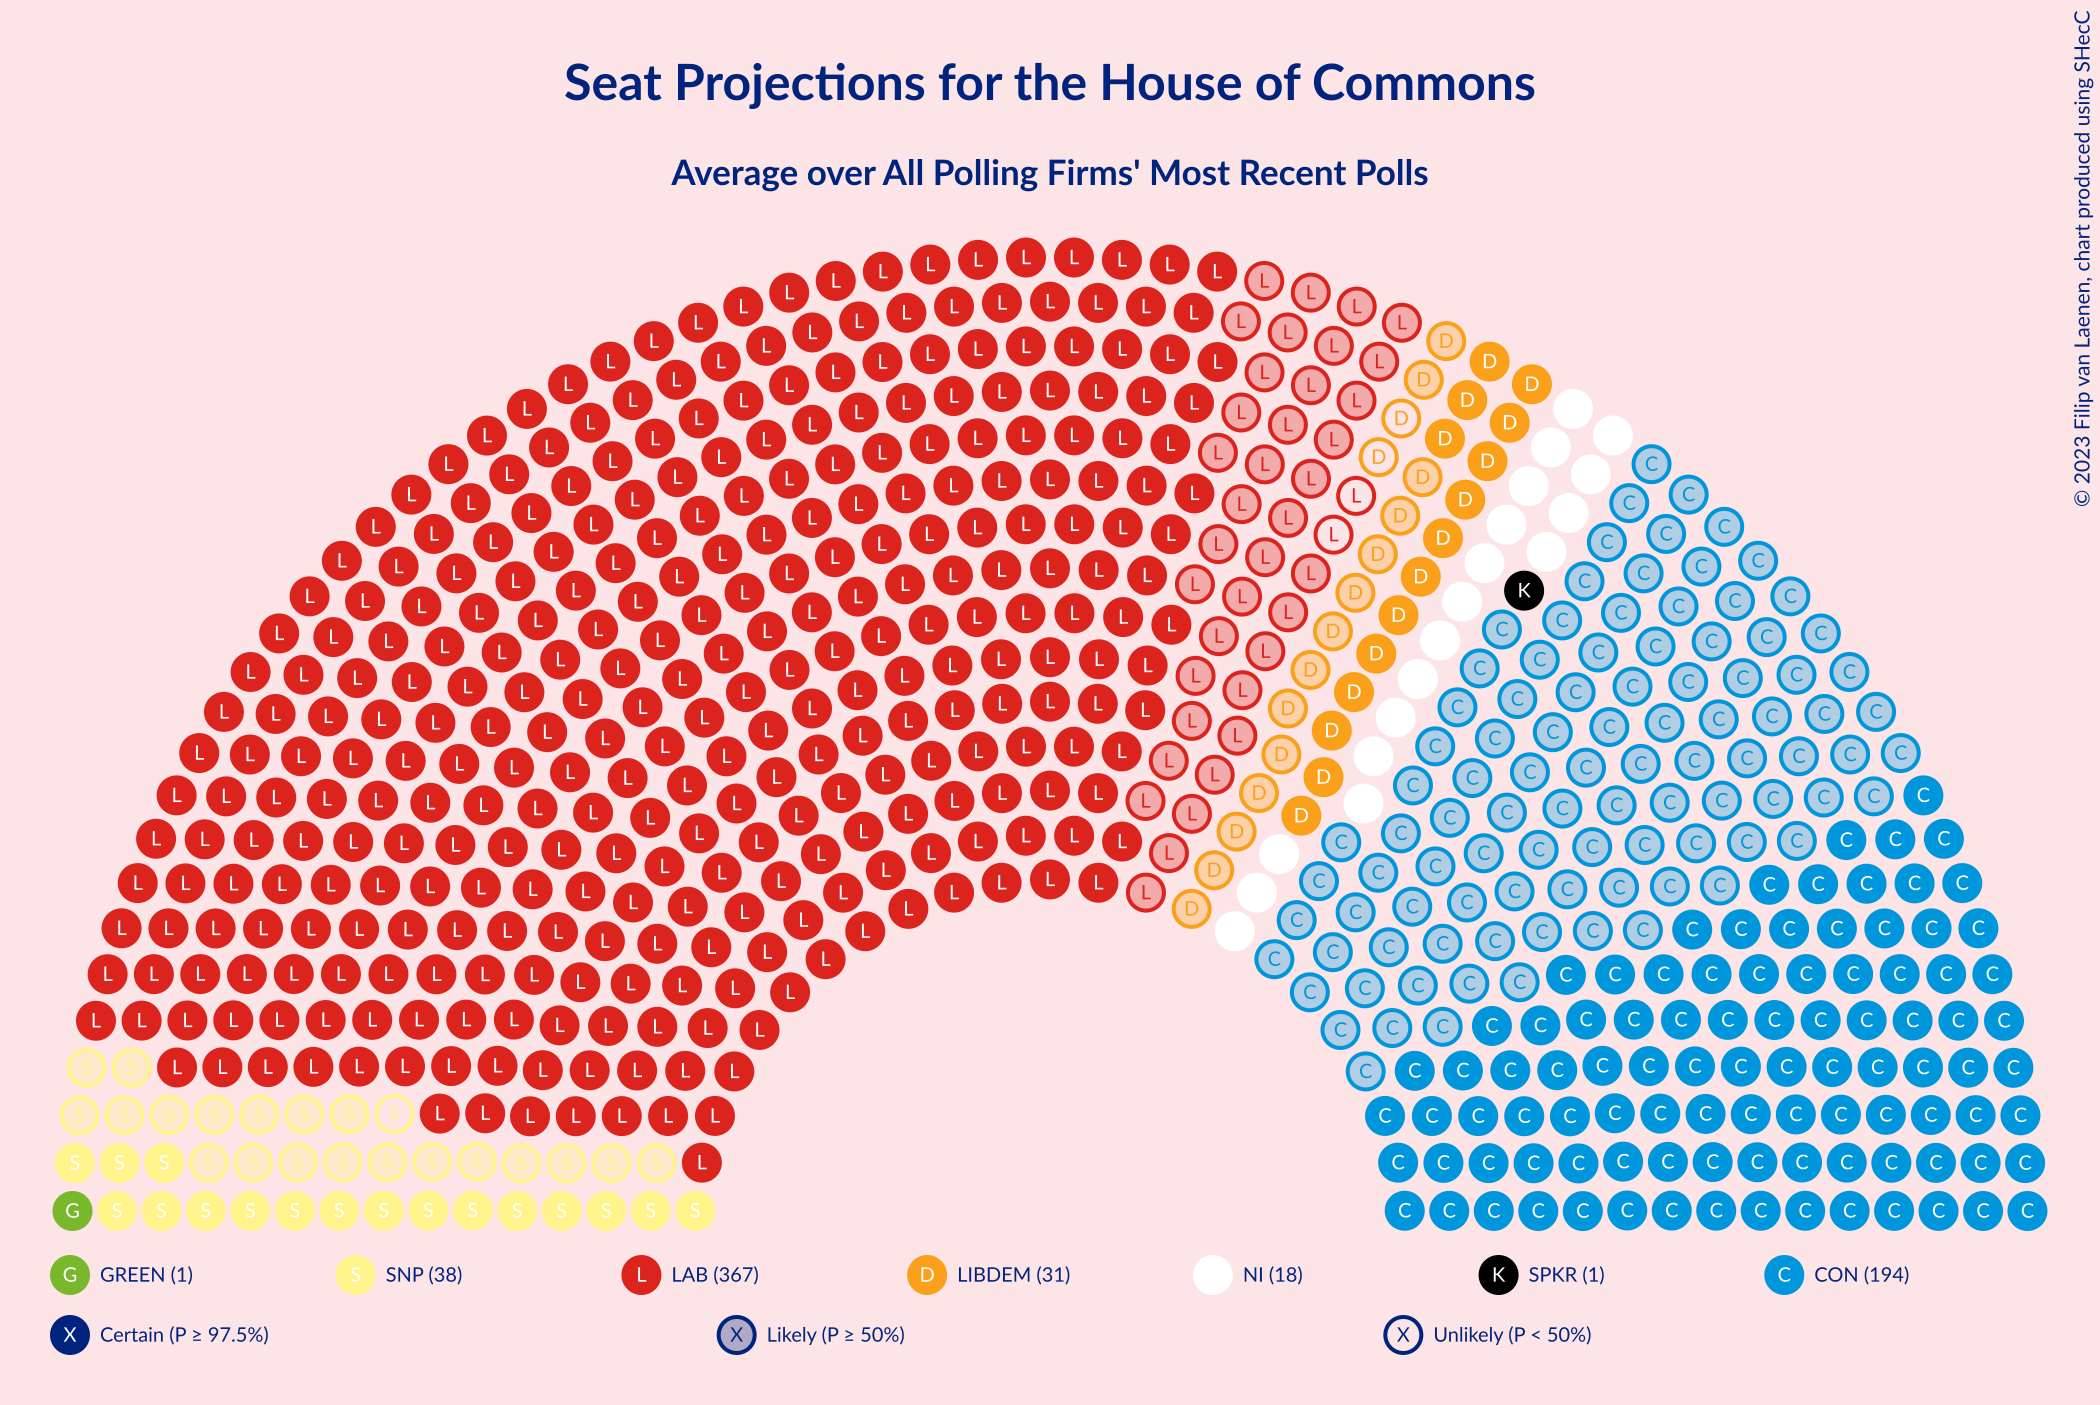 Seat Projections for the House of Commons
Average over All Polling Firms' Most Recent Polls
© 2023 Filip van Laenen, chart produced using SHecC
G GREEN (1)
S SNP (38)
L LAB (367)
D LIBDEM (31)
NI (18)
K SPKR (1)
C CON (194)
X Certain (P ≥ 97.5%)
X Likely (P ≥ 50%)
X Unlikely (P < 50%)